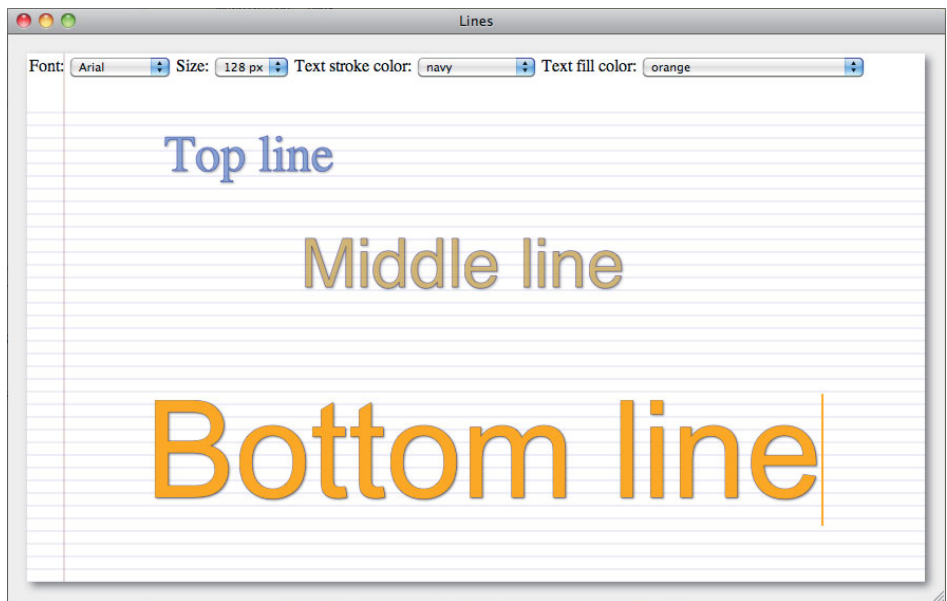 Lines
Font: Arial Size: 128 px Text stroke color: navy Text fill color: orange
Top line
Middle line
Bottom line